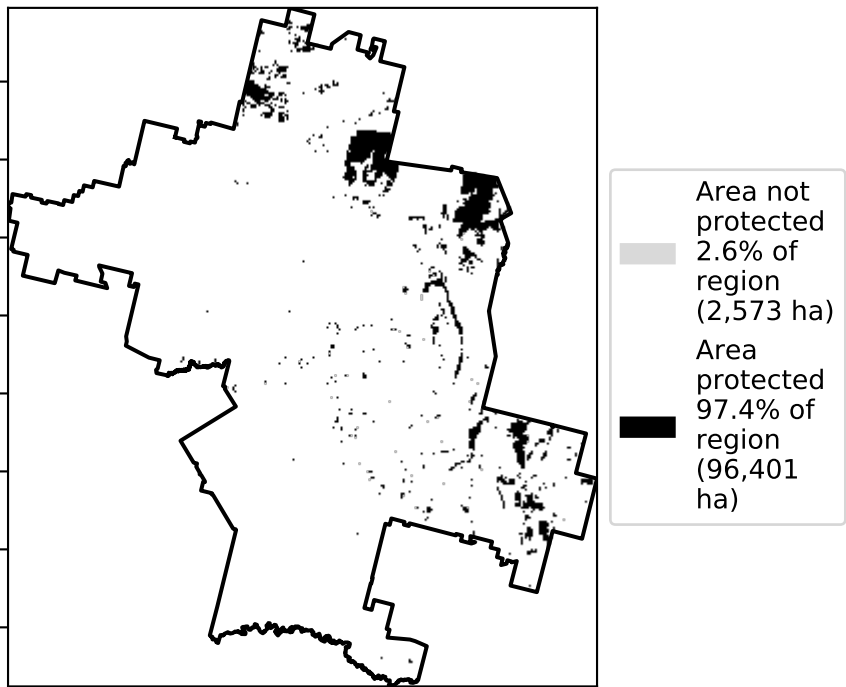 Area not
protected
2.6% of
region
(2,573 ha)
Area
protected
97.4% of
region
(96,401
ha)